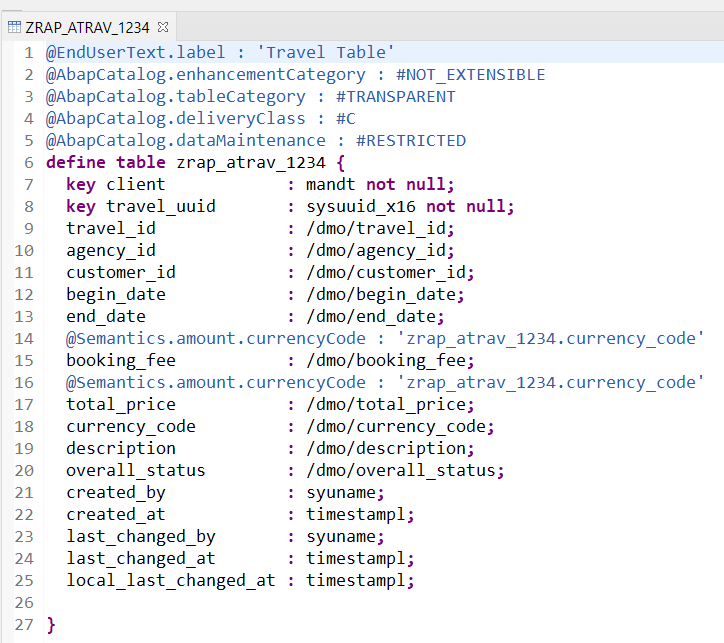 ZRAP_ATRAV_1234
1 @EndUserText.label : 'Travel Table'
2 @AbapCatalog.enhancementCategory : #NOT_EXTENSIBLE
3 @AbapCatalog.tableCategory : #TRANSPARENT
4 @AbapCatalog.deliveryClass : #C
5 @AbapCatalog.dataMaintenance : #RESTRICTED
6 define table zrap_atrav_1234 {
7   key client            : mandt not null;
8   key travel_uuid       : sysuuid_x16 not null;
9   travel_id             : /dmo/travel_id;
10   agency_id             : /dmo/agency_id;
11   customer_id           : /dmo/customer_id;
12   begin_date            : /dmo/begin_date;
13   end_date              : /dmo/end_date;
14   @Semantics.amount.currencyCode : 'zrap_atrav_1234.currency_code'
15   booking_fee           : /dmo/booking_fee;
16   @Semantics.amount.currencyCode : 'zrap_atrav_1234.currency_code'
17   total_price           : /dmo/total_price;
18   currency_code         : /dmo/currency_code;
19   description           : /dmo/description;
20   overall_status        : /dmo/overall_status;
21   created_by            : syuname;
22   created_at            : timestampl;
23   last_changed_by       : syuname;
24   last_changed_at       : timestampl;
25   local_last_changed_at : timestampl;
26
27 }